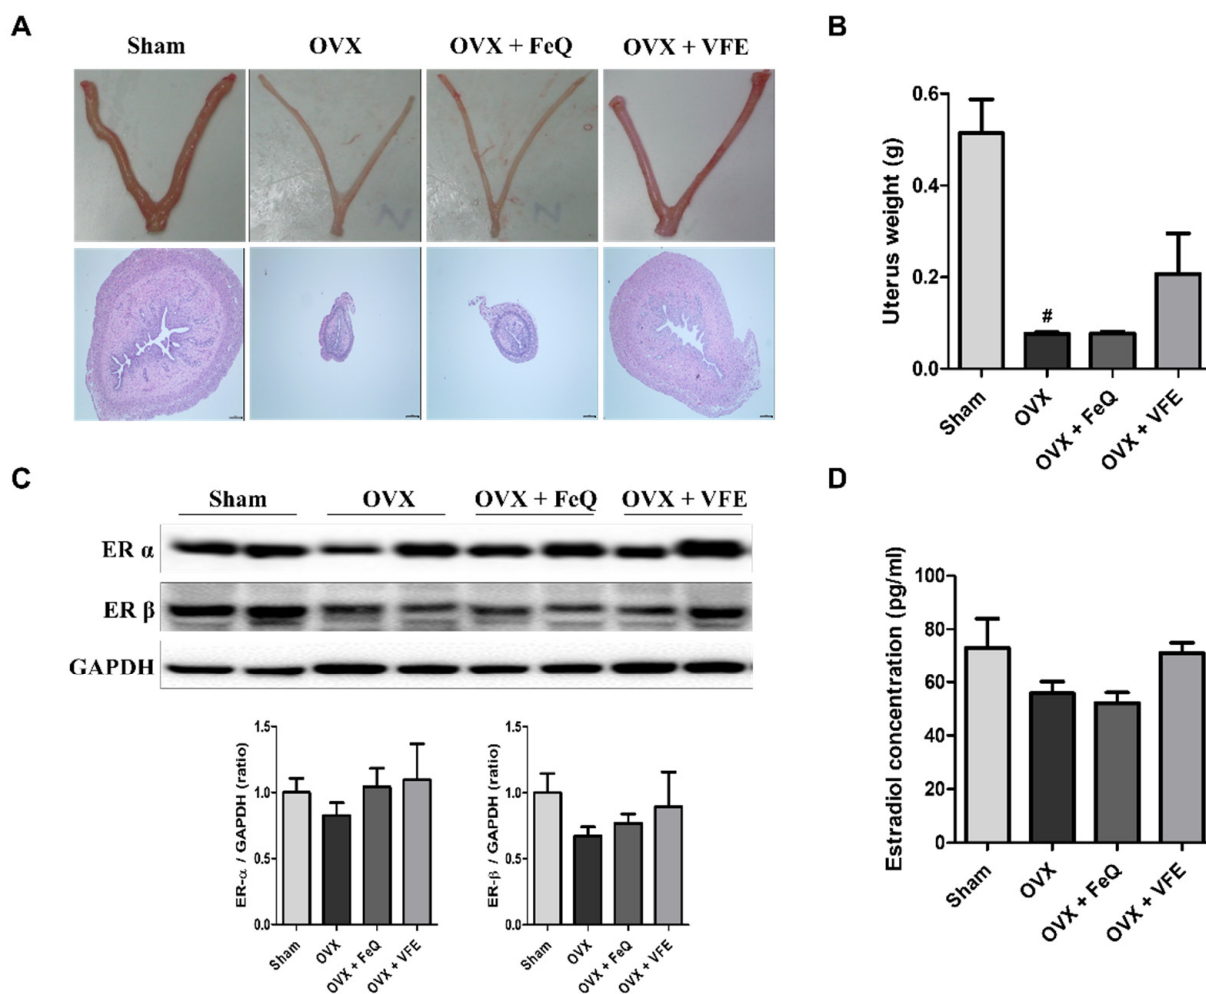 A
Sham OVX OVX + FeQ OVX + VFE
B
Uterus weight (g)
0.6
0.4
0.2
0.0
#
Sham
OVX
OVX + FeQ
OVX + VFE
C
Sham OVX OVX + FeQ OVX + VFE
ER α
ER β
GAPDH
ER-α / GAPDH (ratio)
1.5
1.0
0.5
0.0
Sham
OVX
OVX + FeQ
OVX + VFE
ER-β / GAPDH (ratio)
1.5
1.0
0.5
0.0
Sham
OVX
OVX + FeQ
OVX + VFE
D
Estradiol concentration (pg/ml)
100
80
60
40
20
0
Sham
OVX
OVX + FeQ
OVX + VFE